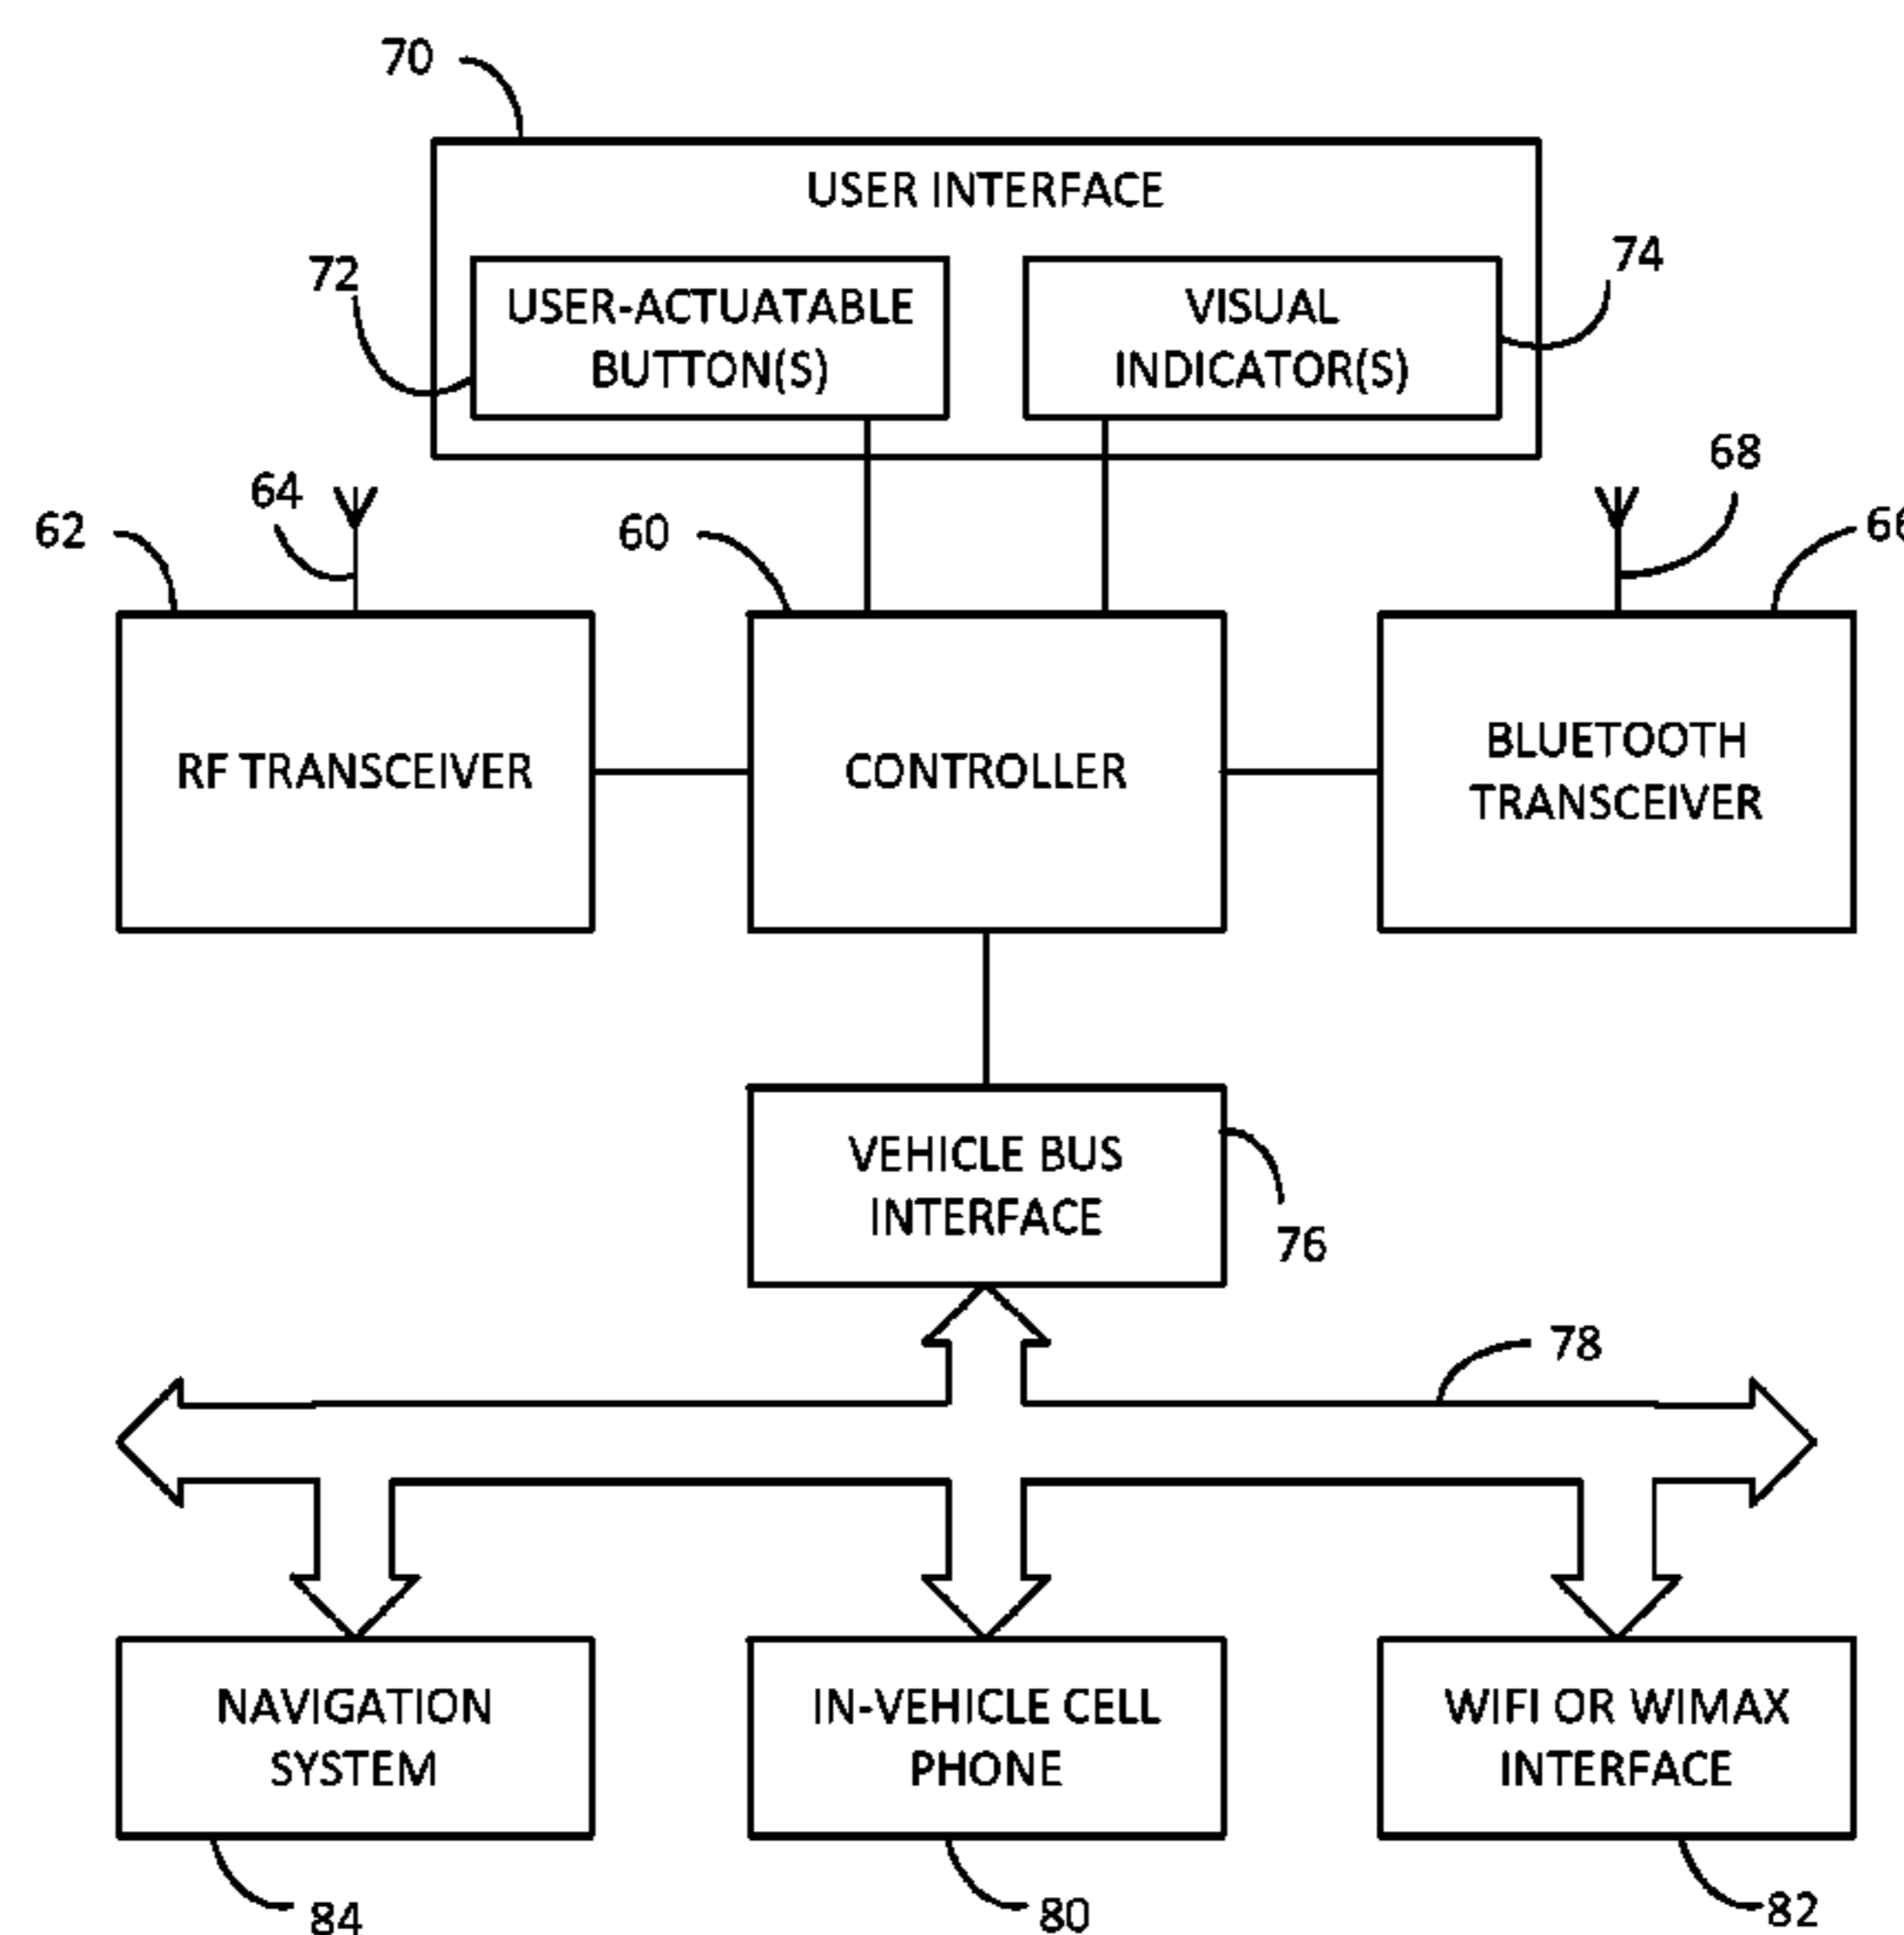 70
USER INTERFACE
72
USER-ACTUATABLE
BUTTON(S)
VISUAL
INDICATOR(S)
74
62
64
60
68
66
RF TRANSCEIVER
CONTROLLER
BLUETOOTH
TRANSCEIVER
VEHICLE BUS
INTERFACE
76
78
NAVIGATION
SYSTEM
IN-VEHICLE CELL
PHONE
WIFI OR WIMAX
INTERFACE
84
80
82